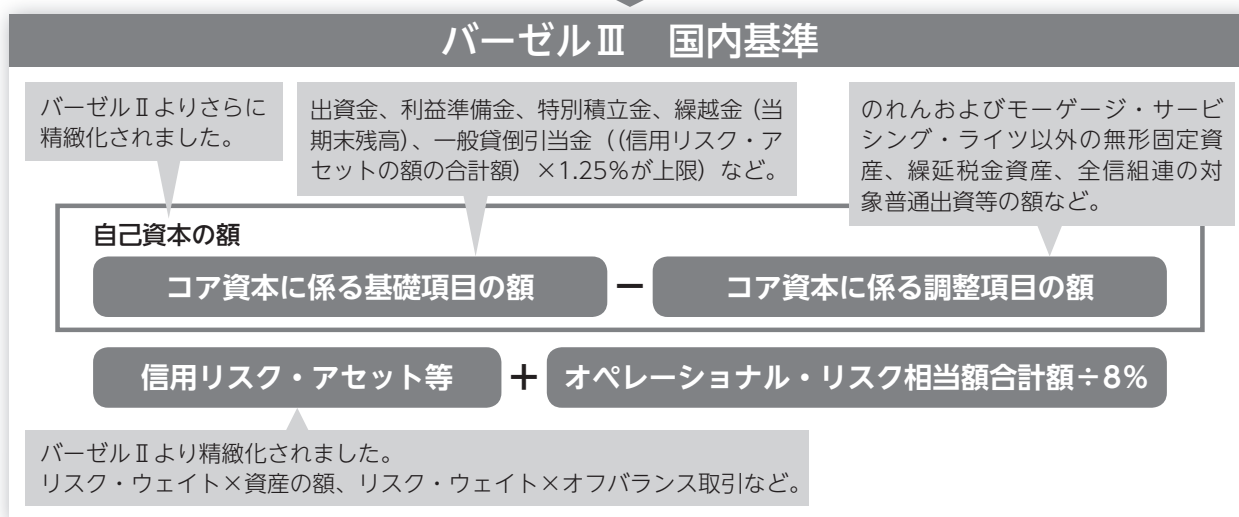 バーゼルⅢ　国内基準
バーゼルⅡよりさらに
精緻化されました。
出資金、利益準備金、特別積立金、繰越金（当
期末残高）、一般貸倒引当金（（信用リスク・ア
セットの額の合計額）×1.25%が上限）など。
のれんおよびモーゲージ・サービ
シング・ライツ以外の無形固定資
産、繰延税金資産、全信組連の対
象普通出資等の額など。
自己資本の額
コア資本に係る基礎項目の額 － コア資本に係る調整項目の額
信用リスク・アセット等 ＋ オペレーショナル・リスク相当額合計額÷8%
バーゼルⅡより精緻化されました。
リスク・ウェイト×資産の額、リスク・ウェイト×オフバランス取引など。